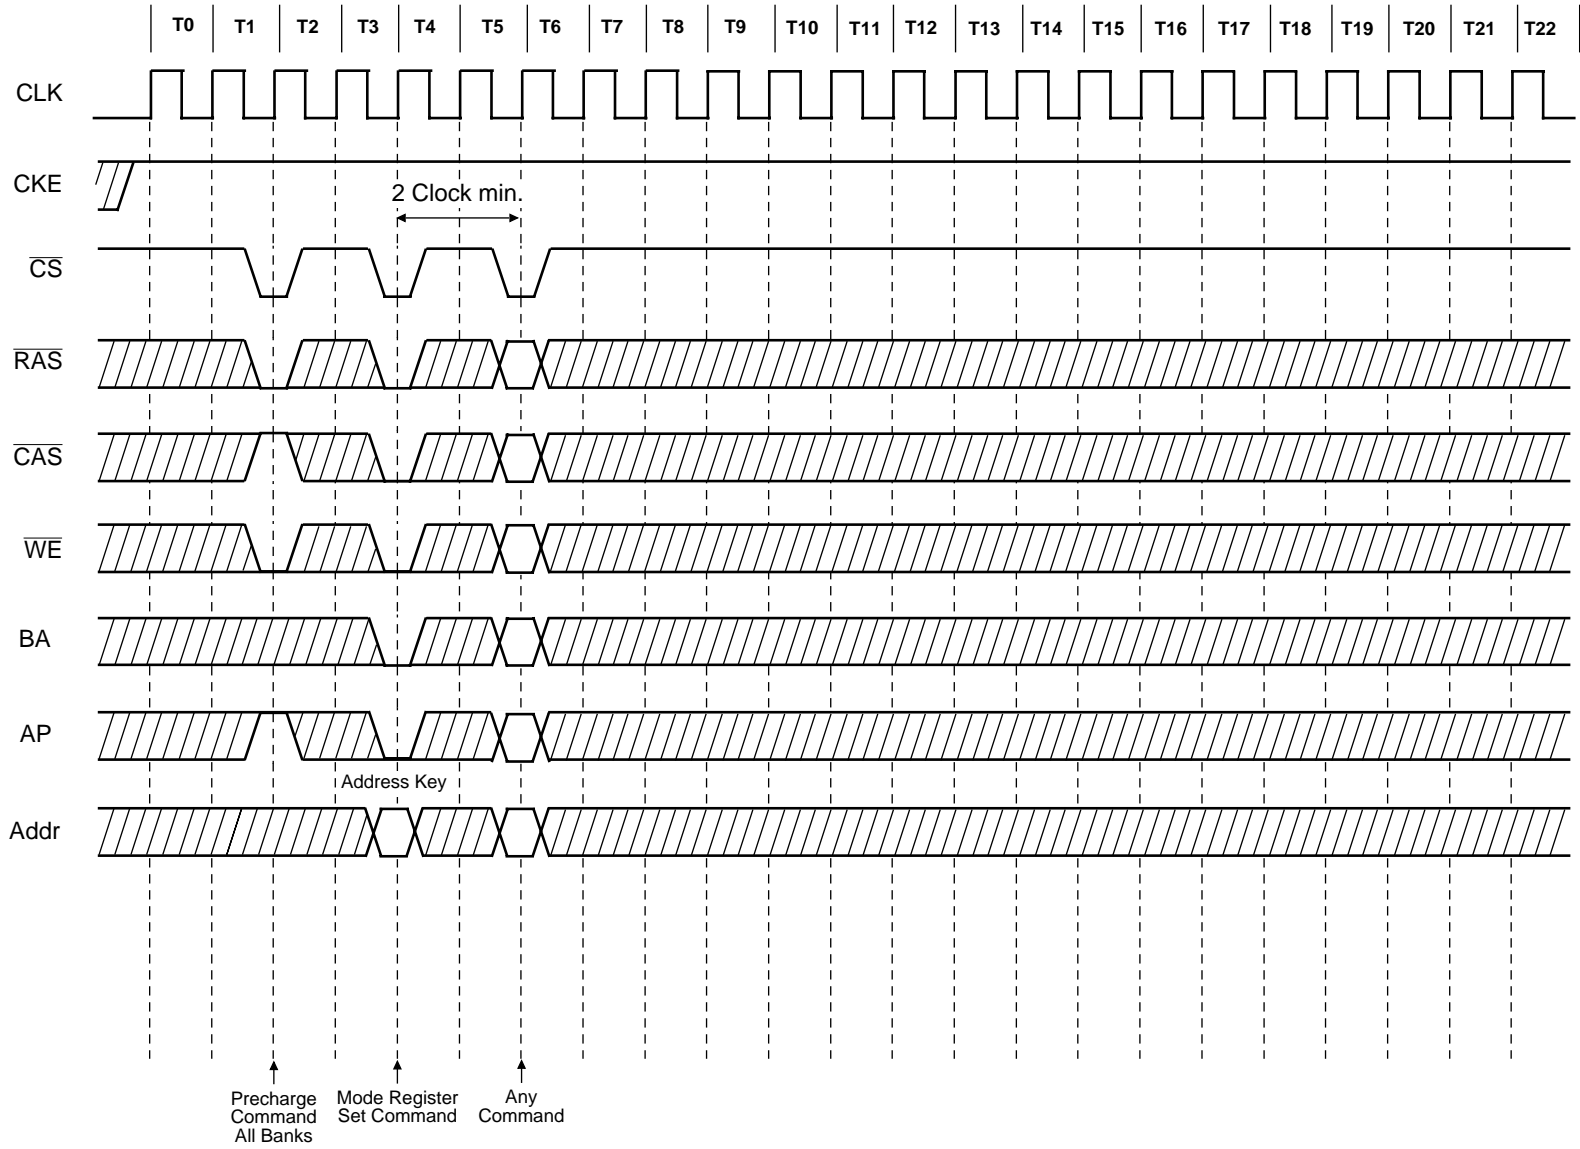 T0 T1 T2 T3 T4 T5 T6 T7 T8 T9 T10 T11 T12 T13 T14 T15 T16 T17 T18 T19 T20 T21 T22
CLK
CKE
2 Clock min.
CS
RAS
CAS
WE
BA
AP
Address Key
Addr
Precharge
Command
All Banks
Mode Register
Set Command
Any
Command